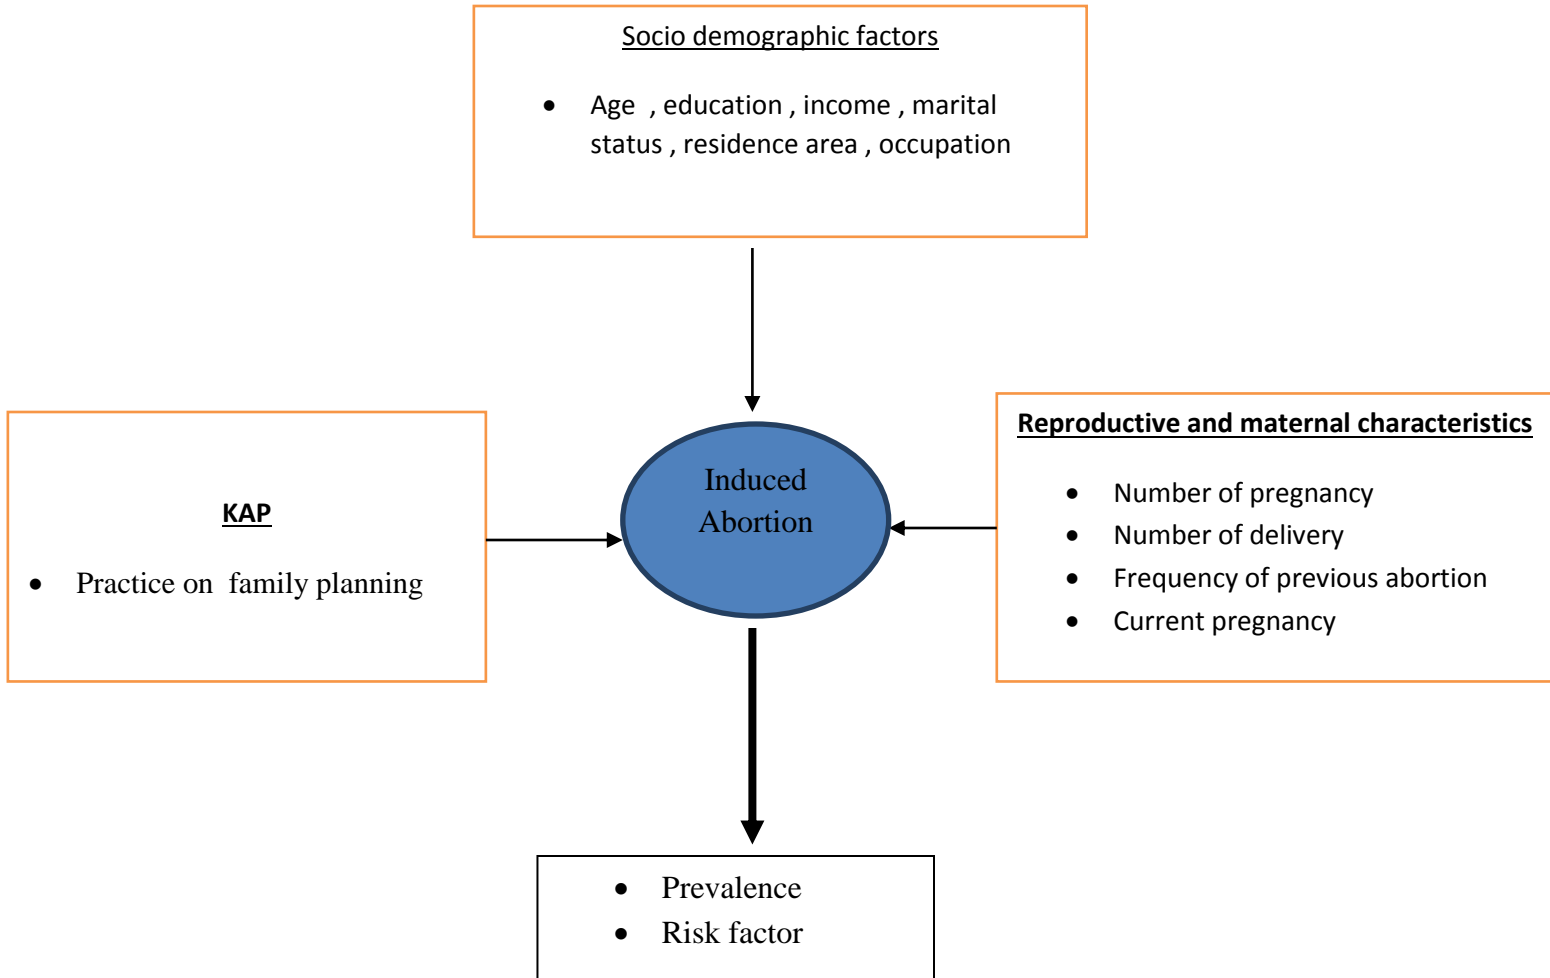 Socio demographic factors
• Age , education , income , marital
status , residence area , occupation
KAP
• Practice on family planning
Induced
Abortion
Reproductive and maternal characteristics
• Number of pregnancy
• Number of delivery
• Frequency of previous abortion
• Current pregnancy
• Prevalence
• Risk factor